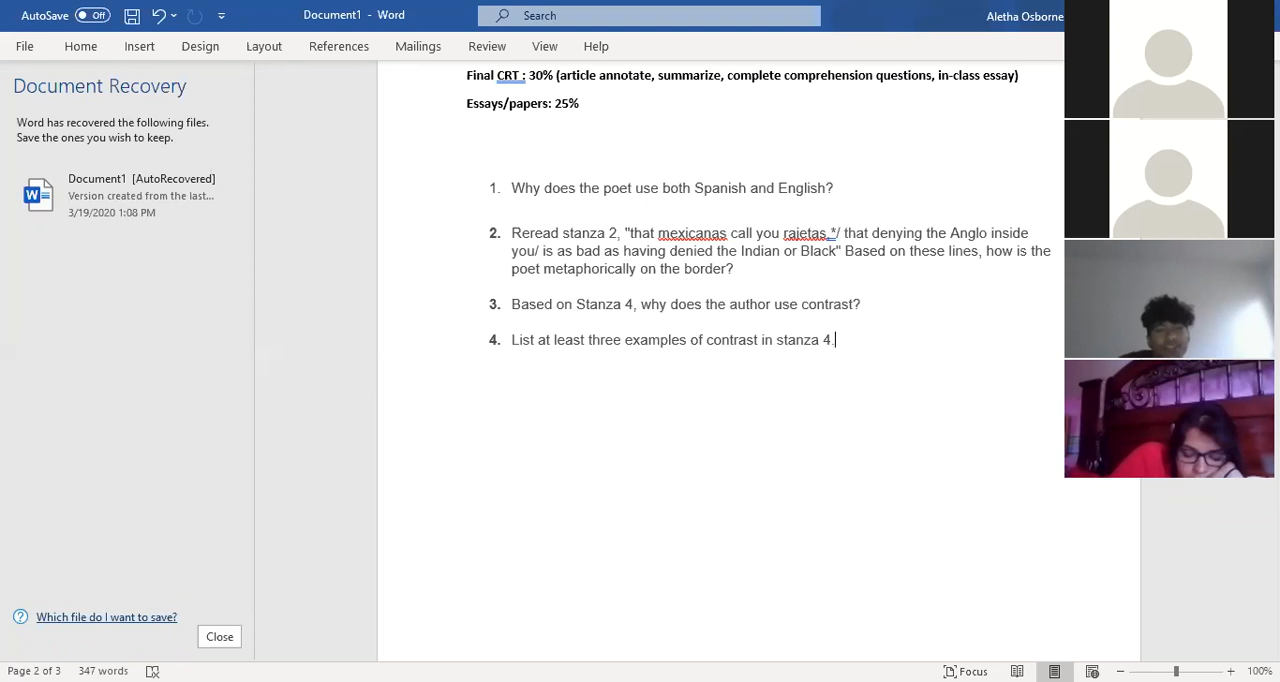 AutoSave Off Document1 - Word Search Aletha Osborne
File Home Insert Design Layout References Mailings Review View Help
Document Recovery
Word has recovered the following files.
Save the ones you wish to keep.
Document1 [AutoRecovered]
Version created from the last...
3/19/2020 1:08 PM
Which file do I want to save?
Close
Final CRT : 30% (article annotate, summarize, complete comprehension questions, in-class essay)
Essays/papers: 25%
1. Why does the poet use both Spanish and English?
2. Reread stanza 2, "that mexicanas call you rajetas,*/ that denying the Anglo inside
you/ is as bad as having denied the Indian or Black" Based on these lines, how is the
poet metaphorically on the border?
3. Based on Stanza 4, why does the author use contrast?
4. List at least three examples of contrast in stanza 4.
Page 2 of 3 347 words Focus 100%